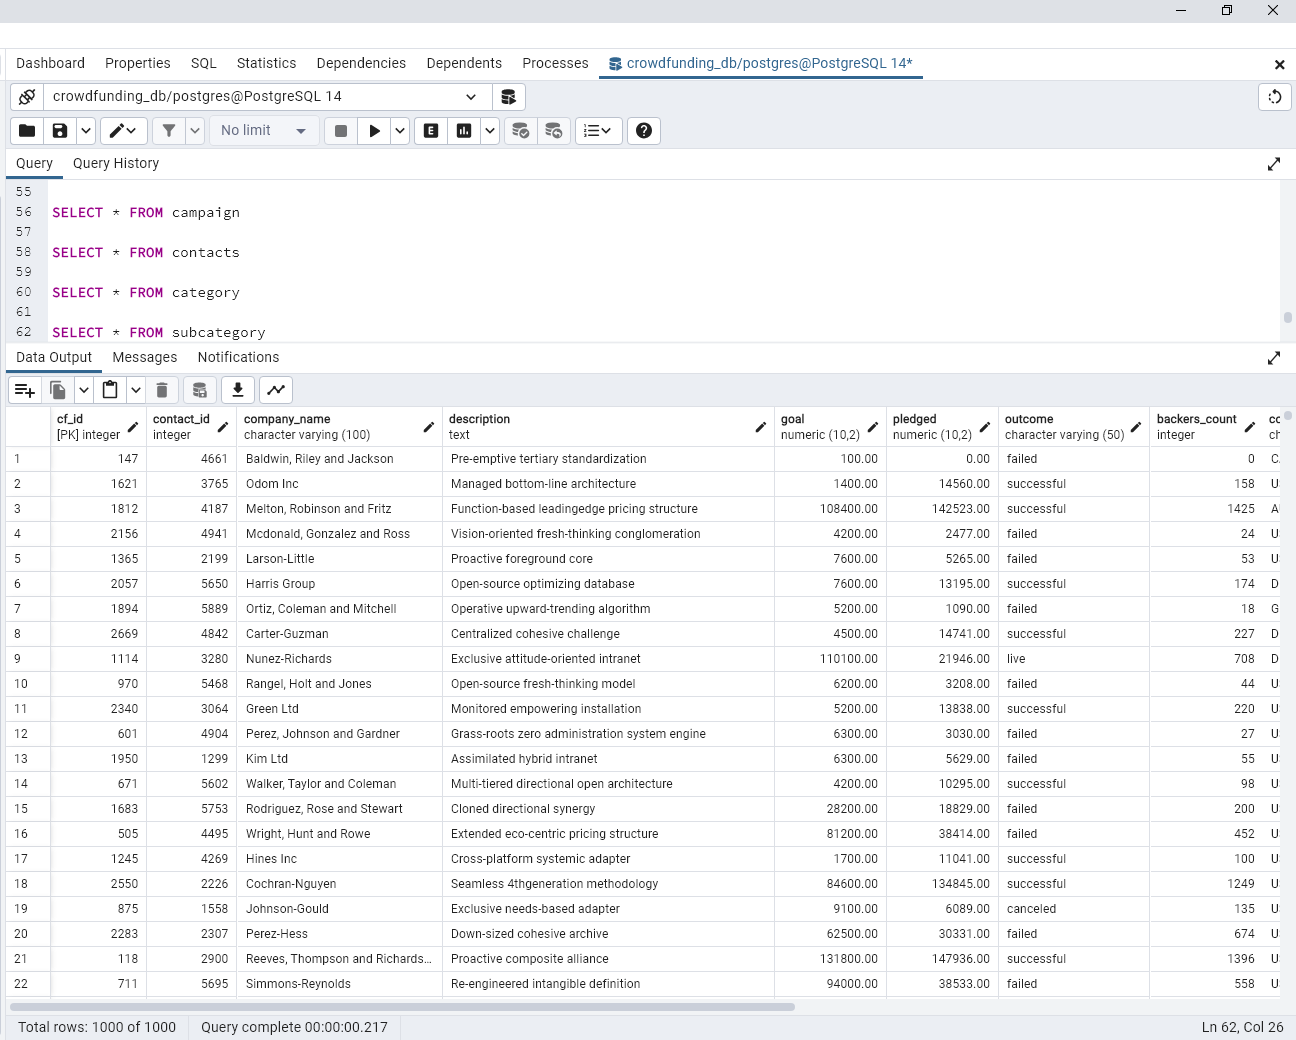 Dashboard Properties SQL Statistics Dependencies Dependents Processes crowdfunding_db/postgres@PostgreSQL 14*
crowdfunding_db/postgres@PostgreSQL 14
No limit E
Query Query History
55
56 SELECT * FROM campaign
57
58 SELECT * FROM contacts
59
60 SELECT * FROM category
61
62 SELECT * FROM subcategory
Data Output Messages Notifications
cf_id contact_id company_name description goal pledged outcome backers_count co
[PK] integer integer character varying (100) text numeric (10,2) numeric (10,2) character varying (50) integer ch
1 147 4661 Baldwin, Riley and Jackson Pre-emptive tertiary standardization 100.00 0.00 failed 0 C
2 1621 3765 Odom Inc Managed bottom-line architecture 1400.00 14560.00 successful 158 U
3 1812 4187 Melton, Robinson and Fritz Function-based leadingedge pricing structure 108400.00 142523.00 successful 1425 A
4 2156 4941 Mcdonald, Gonzalez and Ross Vision-oriented fresh-thinking conglomeration 4200.00 2477.00 failed 24 U
5 1365 2199 Larson-Little Proactive foreground core 7600.00 5265.00 failed 53 U
6 2057 5650 Harris Group Open-source optimizing database 7600.00 13195.00 successful 174 D
7 1894 5889 Ortiz, Coleman and Mitchell Operative upward-trending algorithm 5200.00 1090.00 failed 18 G
8 2669 4842 Carter-Guzman Centralized cohesive challenge 4500.00 14741.00 successful 227 D
9 1114 3280 Nunez-Richards Exclusive attitude-oriented intranet 110100.00 21946.00 live 708 D
10 970 5468 Rangel, Holt and Jones Open-source fresh-thinking model 6200.00 3208.00 failed 44 U
11 2340 3064 Green Ltd Monitored empowering installation 5200.00 13838.00 successful 220 U
12 601 4904 Perez, Johnson and Gardner Grass-roots zero administration system engine 6300.00 3030.00 failed 27 U
13 1950 1299 Kim Ltd Assimilated hybrid intranet 6300.00 5629.00 failed 55 U
14 671 5602 Walker, Taylor and Coleman Multi-tiered directional open architecture 4200.00 10295.00 successful 98 U
15 1683 5753 Rodriguez, Rose and Stewart Cloned directional synergy 28200.00 18829.00 failed 200 U
16 505 4495 Wright, Hunt and Rowe Extended eco-centric pricing structure 81200.00 38414.00 failed 452 U
17 1245 4269 Hines Inc Cross-platform systemic adapter 1700.00 11041.00 successful 100 U
18 2550 2226 Cochran-Nguyen Seamless 4thgeneration methodology 84600.00 134845.00 successful 1249 U
19 875 1558 Johnson-Gould Exclusive needs-based adapter 9100.00 6089.00 canceled 135 U
20 2283 2307 Perez-Hess Down-sized cohesive archive 62500.00 30331.00 failed 674 U
21 118 2900 Reeves, Thompson and Richards... Proactive composite alliance 131800.00 147936.00 successful 1396 U
22 711 5695 Simmons-Reynolds Re-engineered intangible definition 94000.00 38533.00 failed 558 U
Total rows: 1000 of 1000 Query complete 00:00:00.217 Ln 62, Col 26